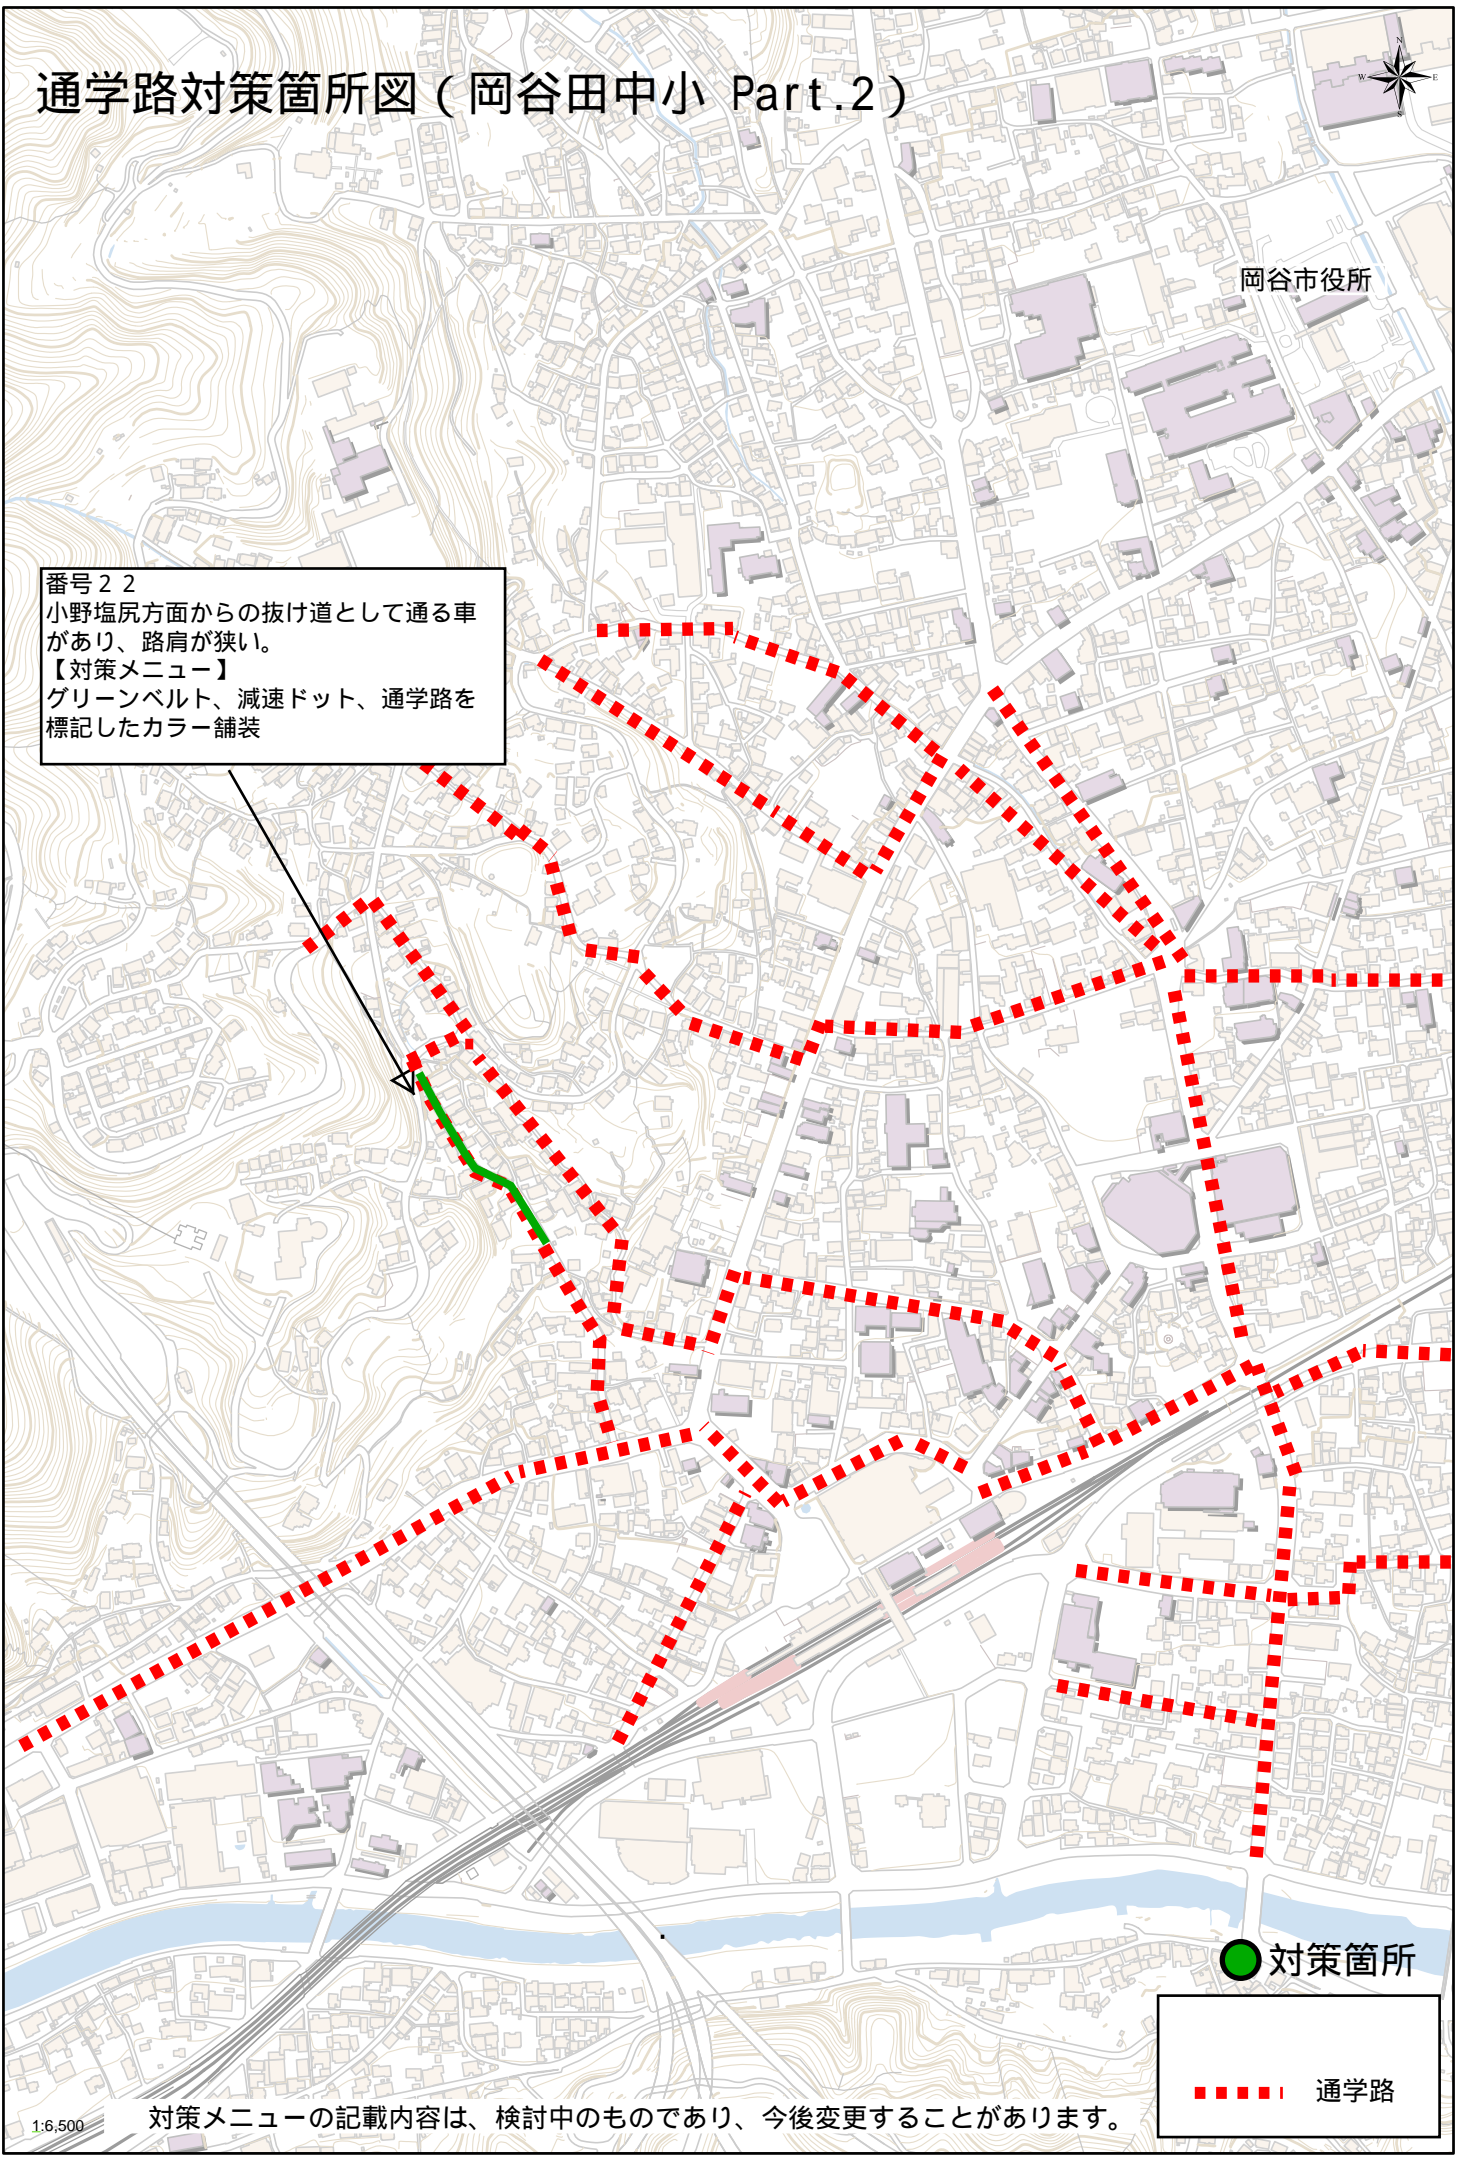 通学路対策箇所図（岡谷田中小 Part.2）
N
W
E
S
岡谷市役所
番号２２
小野塩尻方面からの抜け道として通る車
があり、路肩が狭い。
【対策メニュー】
グリーンベルト、減速ドット、通学路を
標記したカラー舗装
対策箇所
通学路
1:6,500
対策メニューの記載内容は、検討中のものであり、今後変更することがあります。